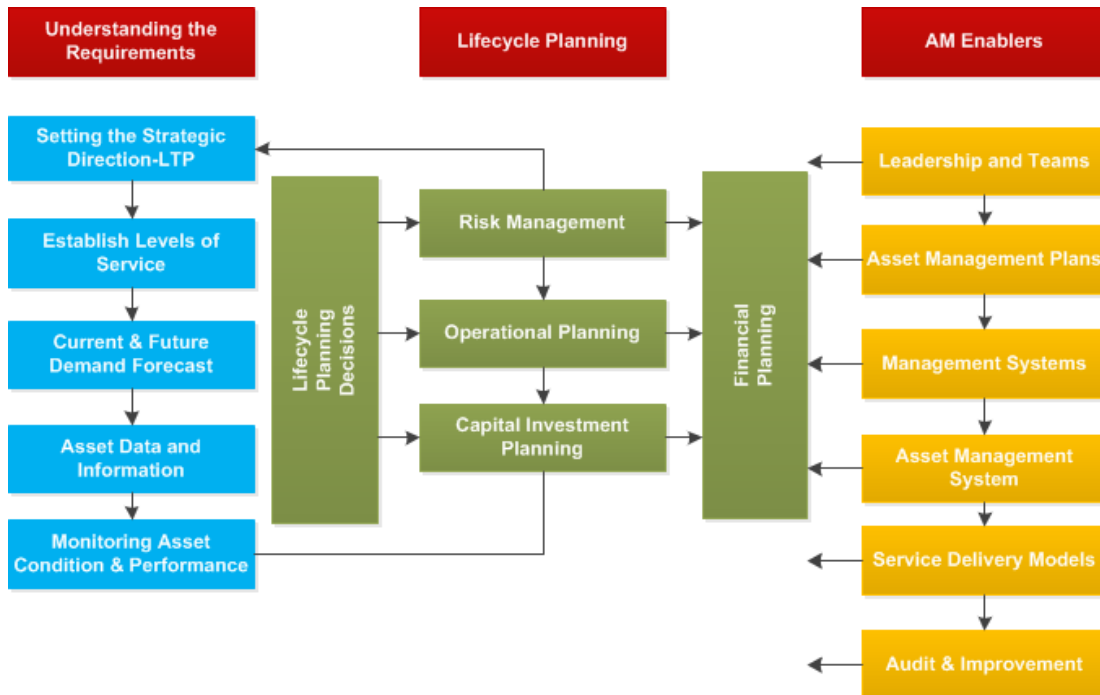 Understanding the
Requirements
Lifecycle Planning
AM Enablers
Setting the Strategic
Direction-LTP
Establish Levels of
Service
Current & Future
Demand Forecast
Asset Data and
Information
Monitoring Asset
Condition & Performance
Lifecycle
Planning
Decisions
Risk Management
Operational Planning
Capital Investment
Planning
Financial
Planning
Leadership and Teams
Asset Management Plans
Management Systems
Asset Management
System
Service Delivery Models
Audit & Improvement